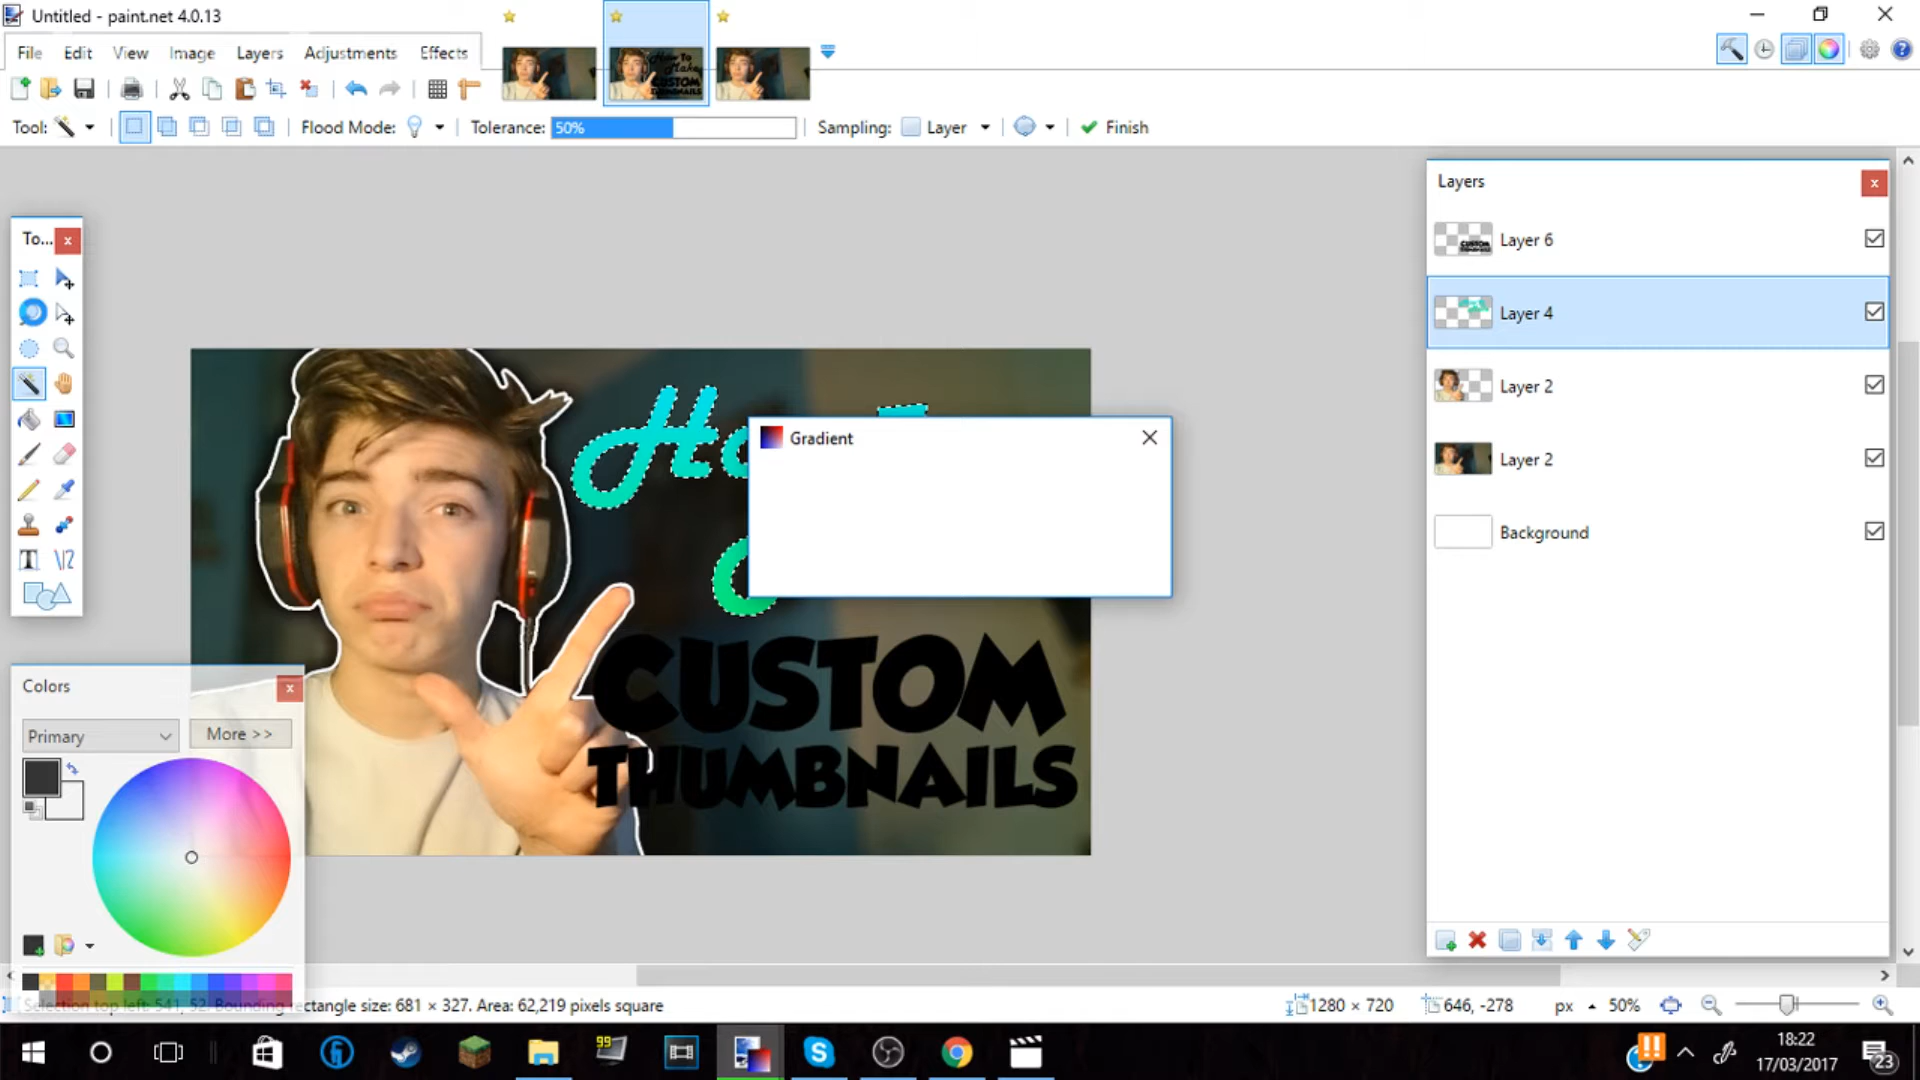 Untitled - paint.net 4.0.13
File Edit View Image Layers Adjustments Effects
Tool: Flood Mode: Tolerance: 50% Sampling: Layer Finish
Layers
To...
Layer 6
Layer 4
Layer 2
Layer 2
Background
Gradient
CUSTOM
THUMBNAILS
Colors
Primary More >>
Selection top left: 541, 52. Bounding rectangle size: 681 × 327. Area: 62,219 pixels square
1280 × 720 646, -278 px 50%
99
18:22
17/03/2017
23